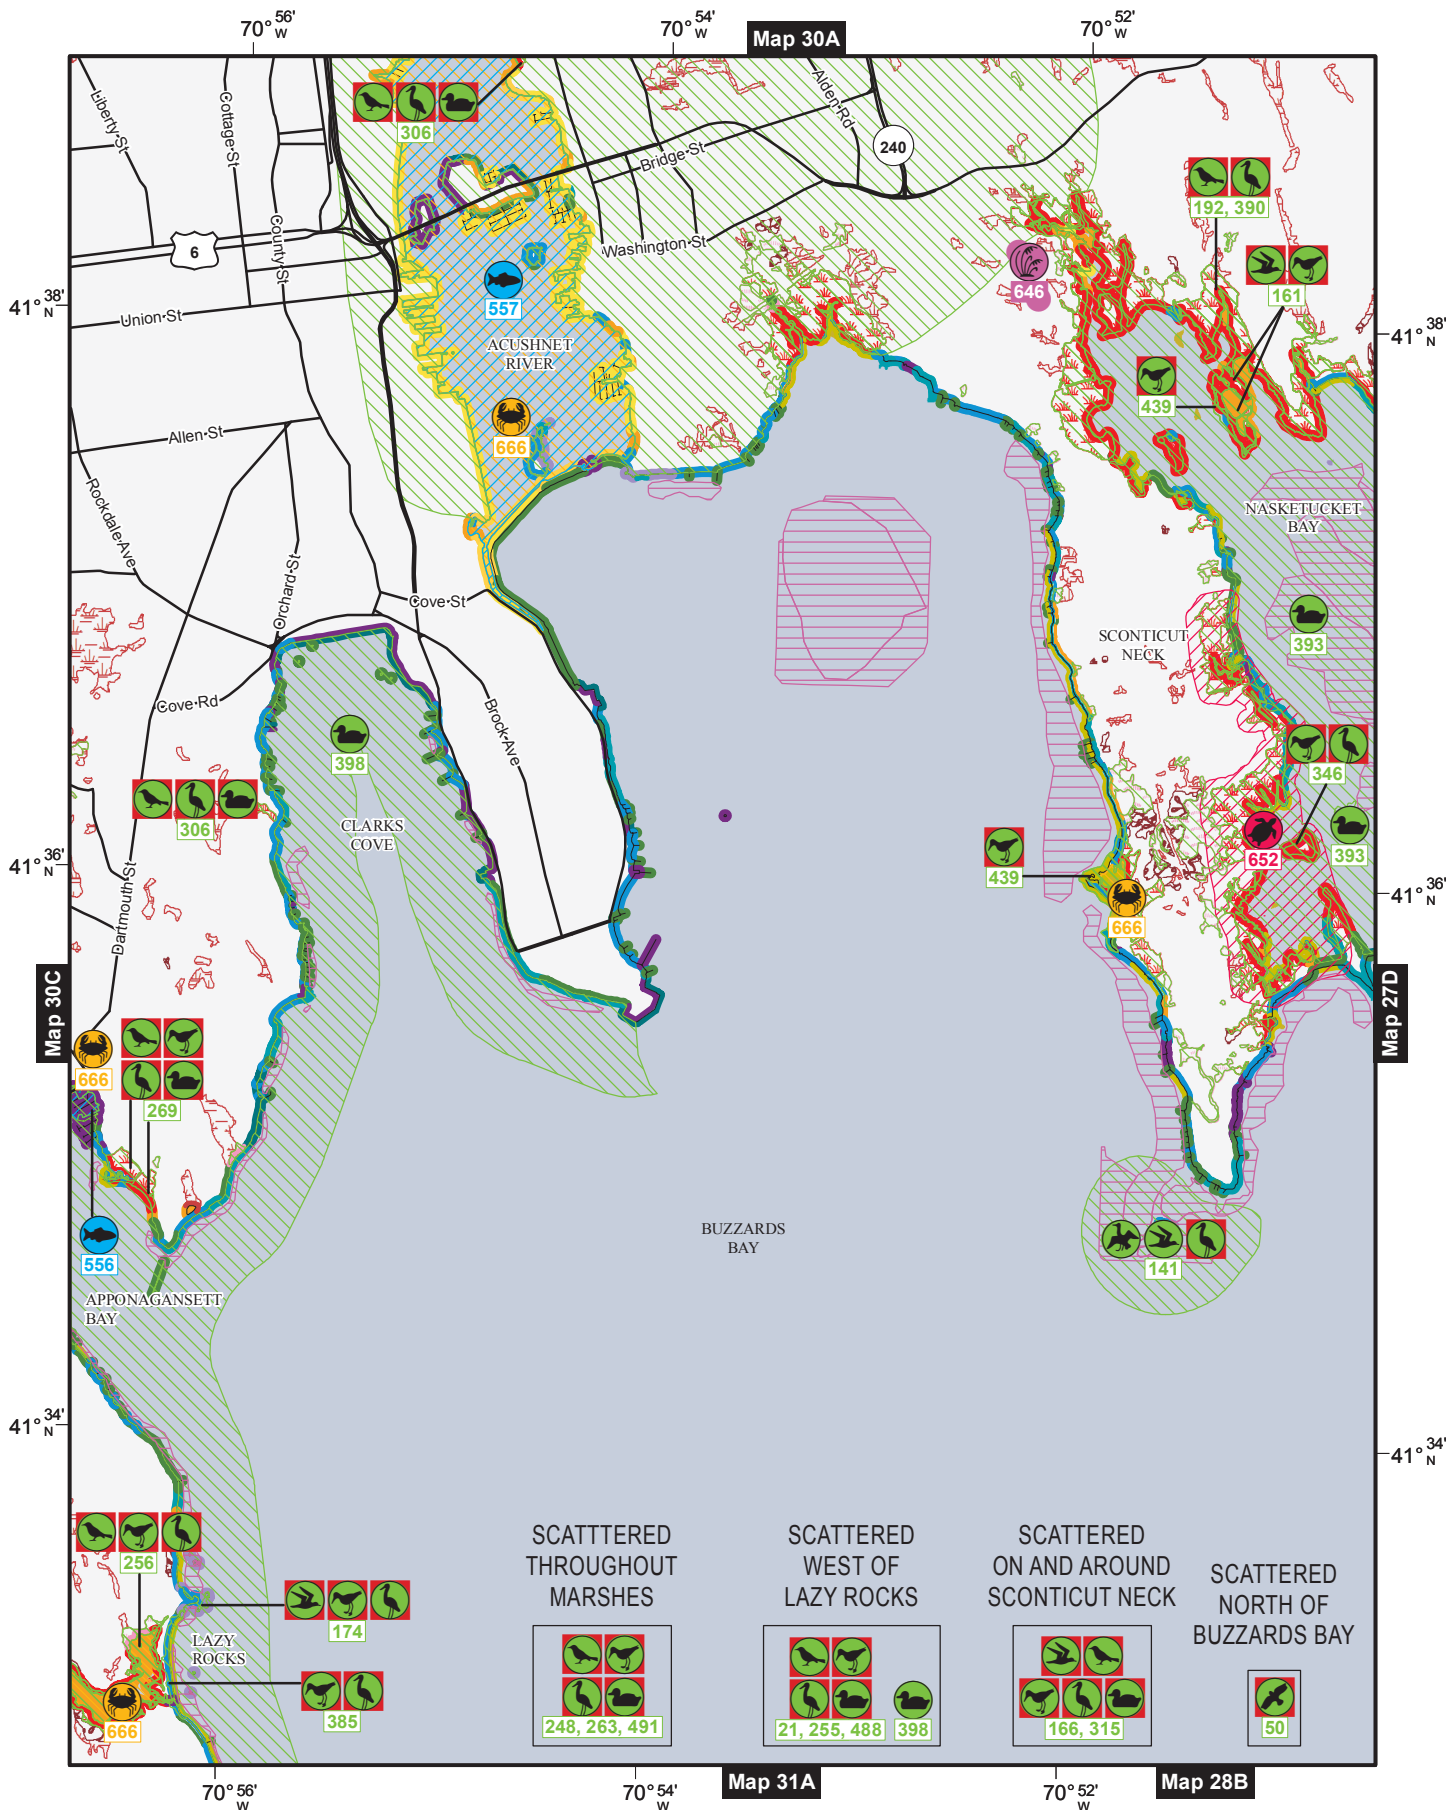 70° 56' W
70° 54' W
Map 30A
70° 52' W
Liberty St
Cottage St
306
Alden Rd
240
Bridge St
192, 390
County St
6
Washington St
161
646
557
41° 38' N
Union St
ACUSHNET
RIVER
41° 38' N
439
Allen St
666
Rockdale Ave
NASKETUCKET
BAY
Orchard St
Cove St
393
SCONTICUT
NECK
Cove Rd
Brock Ave
398
346
306
CLARKS
COVE
652
393
41° 36' N
439
41° 36' N
Dartmouth St
666
Map 30C
Map 27D
666
269
BUZZARDS
BAY
556
141
APPONAGANSETT
BAY
41° 34' N
41° 34' N
256
174
LAZY
ROCKS
385
666
SCATTTERED
THROUGHOUT
MARSHES
248, 263, 491
SCATTERED
WEST OF
LAZY ROCKS
21, 255, 488
398
SCATTERED
ON AND AROUND
SCONTICUT NECK
166, 315
SCATTERED
NORTH OF
BUZZARDS BAY
50
70° 56' W
70° 54' W
Map 31A
70° 52' W
Map 28B